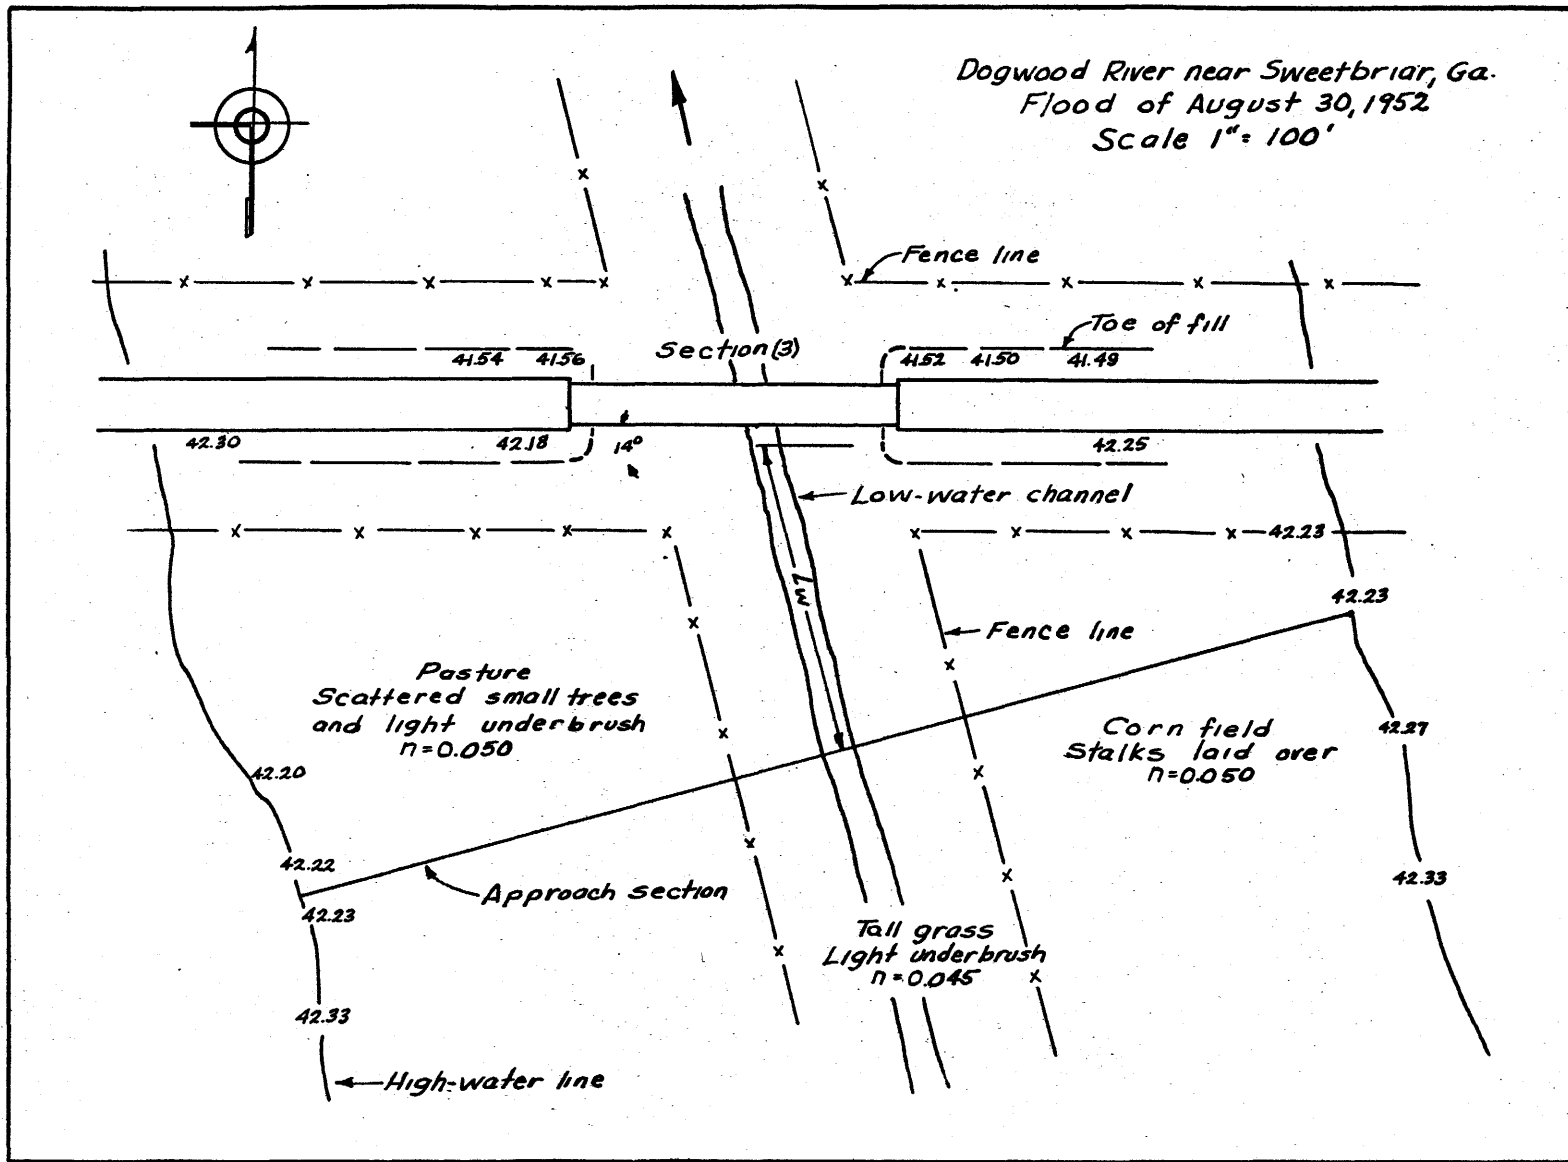 Dogwood River near Sweetbriar, Ga.
Flood of August 30, 1952
Scale 1" = 100'
Fence line
Toe of fill
41.54 41.56
Section (3)
41.52 41.50 41.49
42.30
42.18
14°
42.25
Low-water channel
42.23
Lw
42.23
Fence line
Pasture
Scattered small trees
and light underbrush
n=0.050
Corn field
Stalks laid over
n=0.050
42.27
42.20
42.22
42.33
Approach section
42.23
Tall grass
Light underbrush
n=0.045
42.33
High-water line